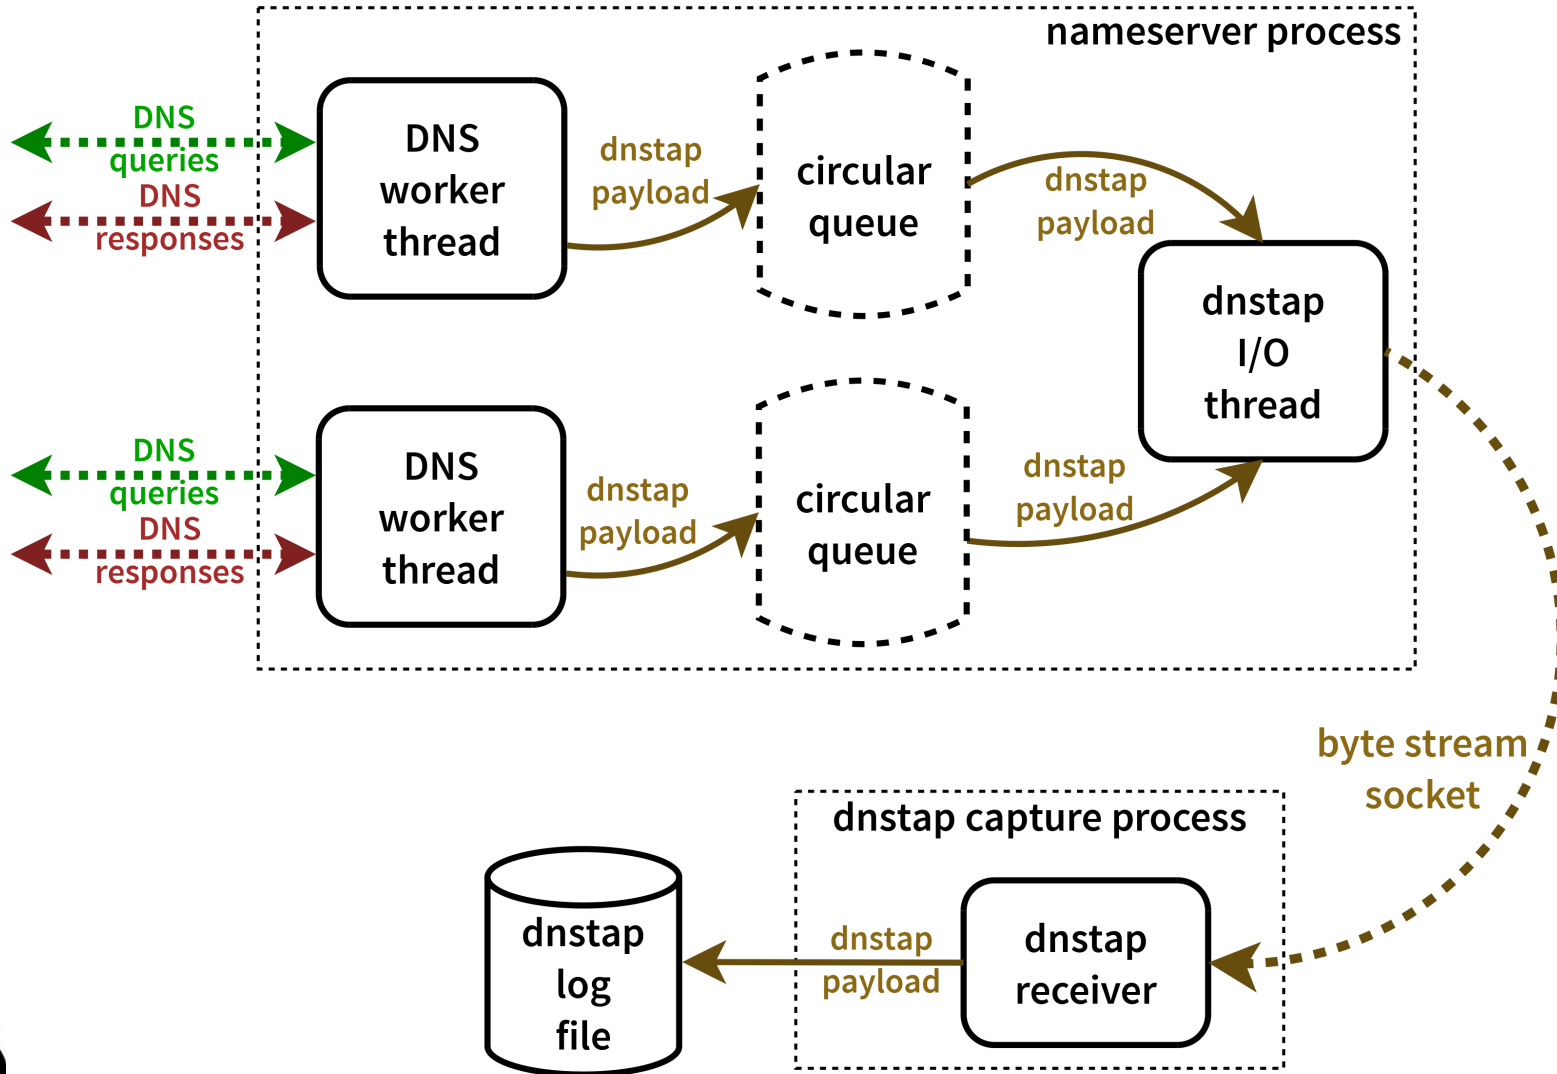 nameserver process
DNS
queries
DNS
responses
DNS
worker
thread
dnstap
payload
circular
queue
dnstap
payload
dnstap
I/O
thread
DNS
queries
DNS
responses
DNS
worker
thread
dnstap
payload
circular
queue
dnstap
payload
byte stream
socket
dnstap capture process
dnstap
receiver
dnstap
payload
dnstap
log
file